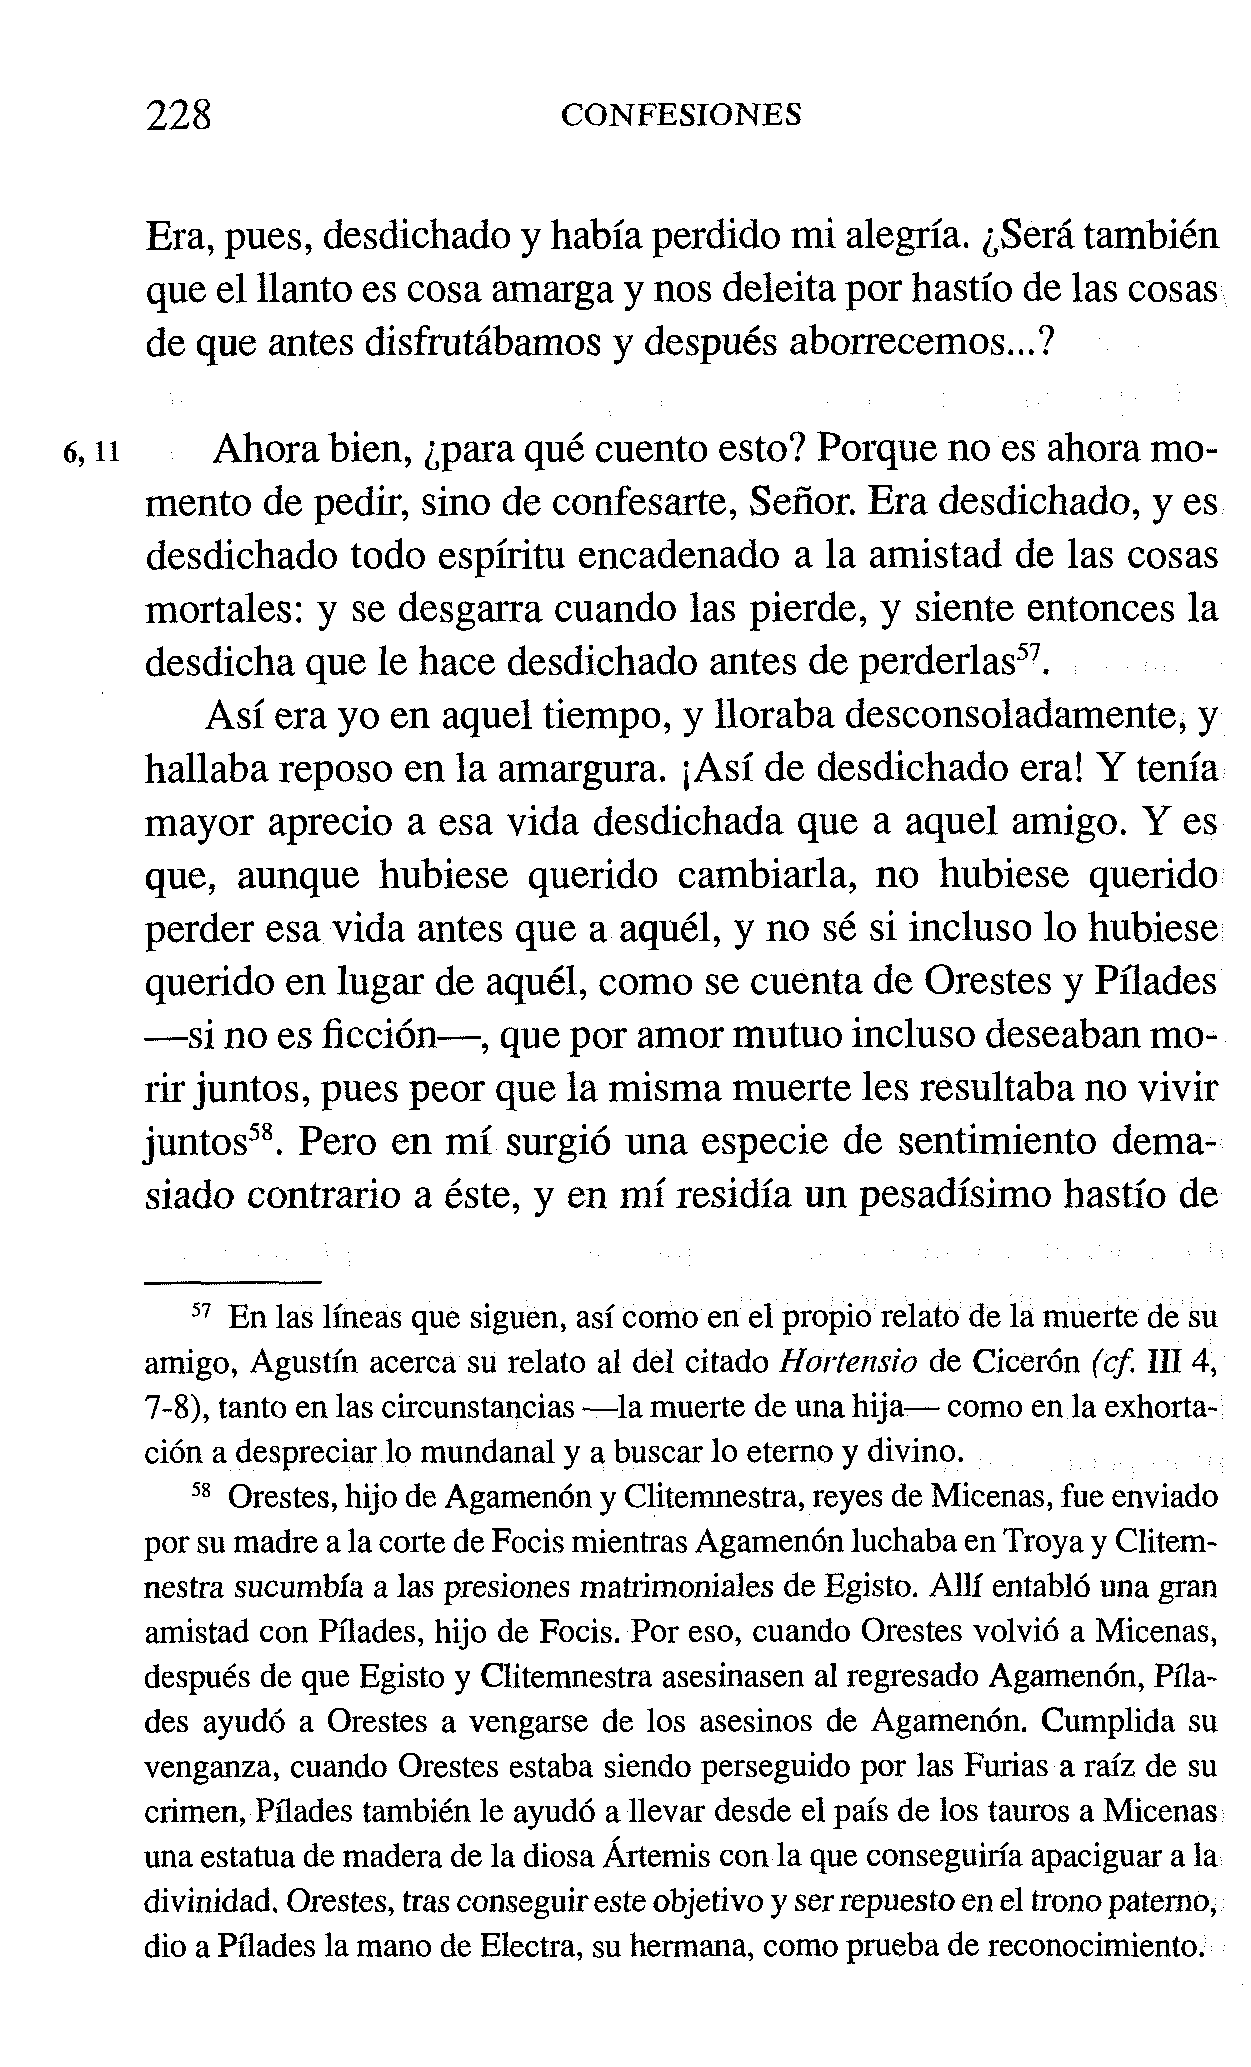 228 CONFESIONES
Era, pues, desdichado y había perdido mi alegría. ¿Será también
que el llanto es cosa amarga y nos deleita por hastío de las cosas
de que antes disfrutábamos y después aborrecemos...?
6, 11 Ahora bien, ¿para qué cuento esto? Porque no es ahora mo-
mento de pedir, sino de confesarte, Señor. Era desdichado, y es
desdichado todo espíritu encadenado a la amistad de las cosas
mortales: y se desgarra cuando las pierde, y siente entonces la
desdicha que le hace desdichado antes de perderlas⁵⁷.
Así era yo en aquel tiempo, y lloraba desconsoladamente, y
hallaba reposo en la amargura. ¡Así de desdichado era! Y tenía
mayor aprecio a esa vida desdichada que a aquel amigo. Y es
que, aunque hubiese querido cambiarla, no hubiese querido
perder esa vida antes que a aquél, y no sé si incluso lo hubiese
querido en lugar de aquél, como se cuenta de Orestes y Pílades
—si no es ficción—, que por amor mutuo incluso deseaban mo-
rir juntos, pues peor que la misma muerte les resultaba no vivir
juntos⁵⁸. Pero en mí surgió una especie de sentimiento dema-
siado contrario a éste, y en mí residía un pesadísimo hastío de
⁵⁷ En las líneas que siguen, así como en el propio relato de la muerte de su
amigo, Agustín acerca su relato al del citado Hortensio de Cicerón (cf. III 4,
7-8), tanto en las circunstancias —la muerte de una hija— como en la exhorta-
ción a despreciar lo mundanal y a buscar lo eterno y divino.
⁵⁸ Orestes, hijo de Agamenón y Clitemnestra, reyes de Micenas, fue enviado
por su madre a la corte de Focis mientras Agamenón luchaba en Troya y Clitem-
nestra sucumbía a las presiones matrimoniales de Egisto. Allí entabló una gran
amistad con Pílades, hijo de Focis. Por eso, cuando Orestes volvió a Micenas,
después de que Egisto y Clitemnestra asesinasen al regresado Agamenón, Píla-
des ayudó a Orestes a vengarse de los asesinos de Agamenón. Cumplida su
venganza, cuando Orestes estaba siendo perseguido por las Furias a raíz de su
crimen, Pílades también le ayudó a llevar desde el país de los tauros a Micenas
una estatua de madera de la diosa Ártemis con la que conseguiría apaciguar a la
divinidad. Orestes, tras conseguir este objetivo y ser repuesto en el trono paterno,
dio a Pílades la mano de Electra, su hermana, como prueba de reconocimiento.